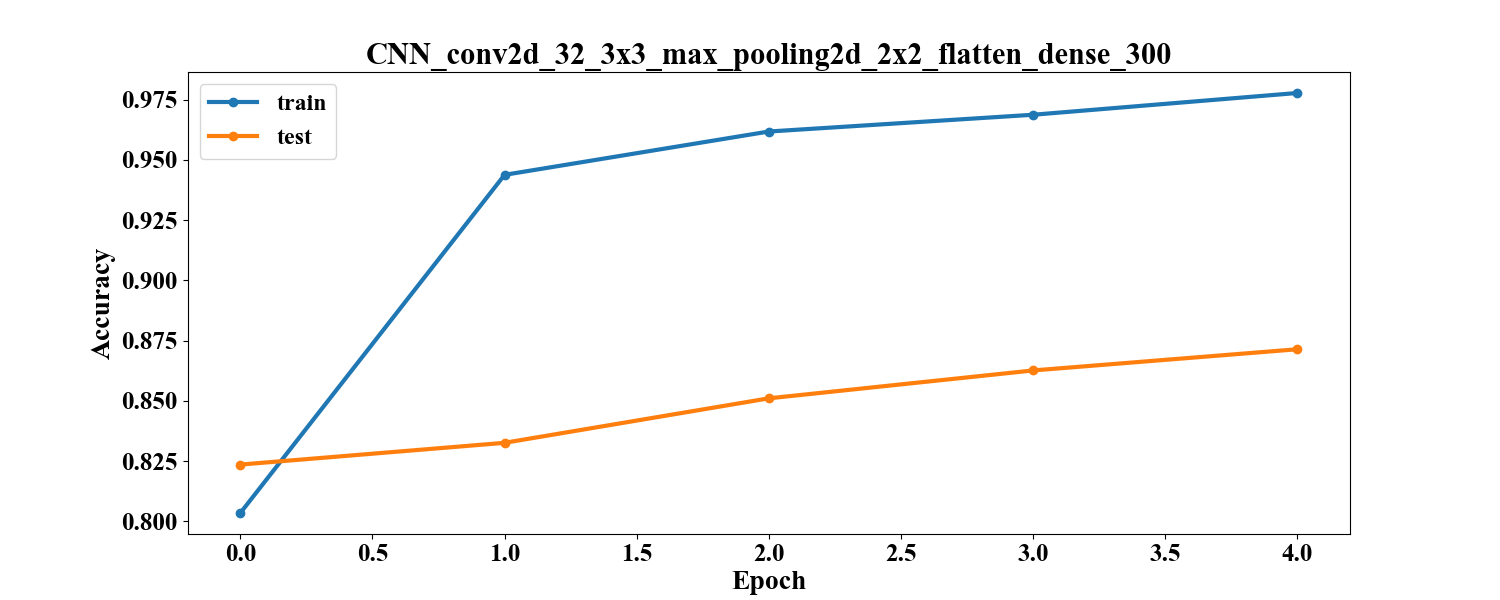 CNN_conv2d_32_3x3_max_pooling2d_2x2_flatten_dense_300
train
test
0.975
0.950
0.925
0.900
0.875
0.850
0.825
0.800
Accuracy
0.0 0.5 1.0 1.5 2.0 2.5 3.0 3.5 4.0
Epoch